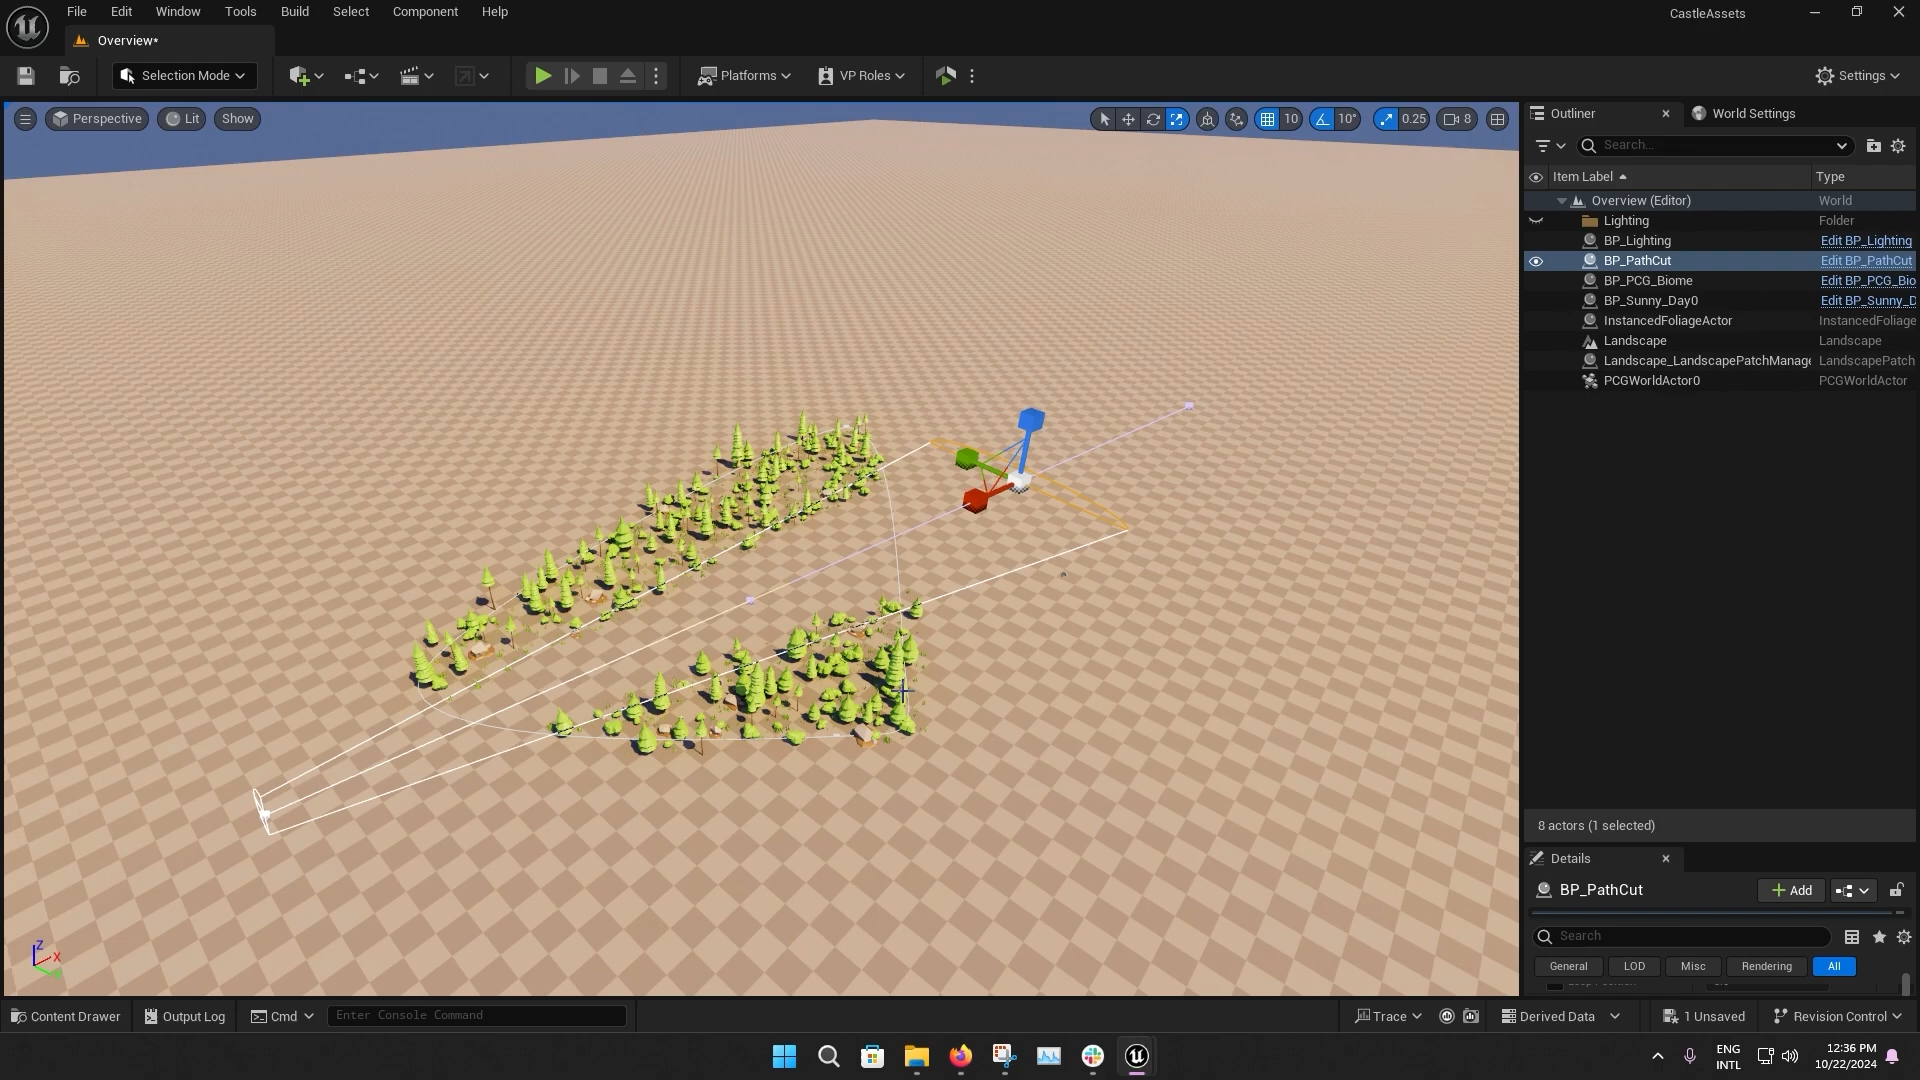 File Edit Window Tools Build Select Component Help
CastleAssets
Overview*
Selection Mode
Platforms
VP Roles
Settings
Perspective
Lit
Show
10
10°
0.25
8
Outliner
World Settings
Search...
Item Label
Type
Overview (Editor)
World
Lighting
Folder
BP_Lighting
Edit BP_Lighting
BP_PathCut
Edit BP_PathCut
BP_PCG_Biome
Edit BP_PCG_Bio
BP_Sunny_Day0
Edit BP_Sunny_D
InstancedFoliageActor
InstancedFoliage
Landscape
Landscape
Landscape_LandscapePatchManage
LandscapePatch
PCGWorldActor0
PCGWorldActor
8 actors (1 selected)
Details
BP_PathCut
Add
Search
General
LOD
Misc
Rendering
All
Z
X
Content Drawer
Output Log
Cmd
Enter Console Command
Trace
Derived Data
1 Unsaved
Revision Control
ENG
INTL
12:36 PM
10/22/2024